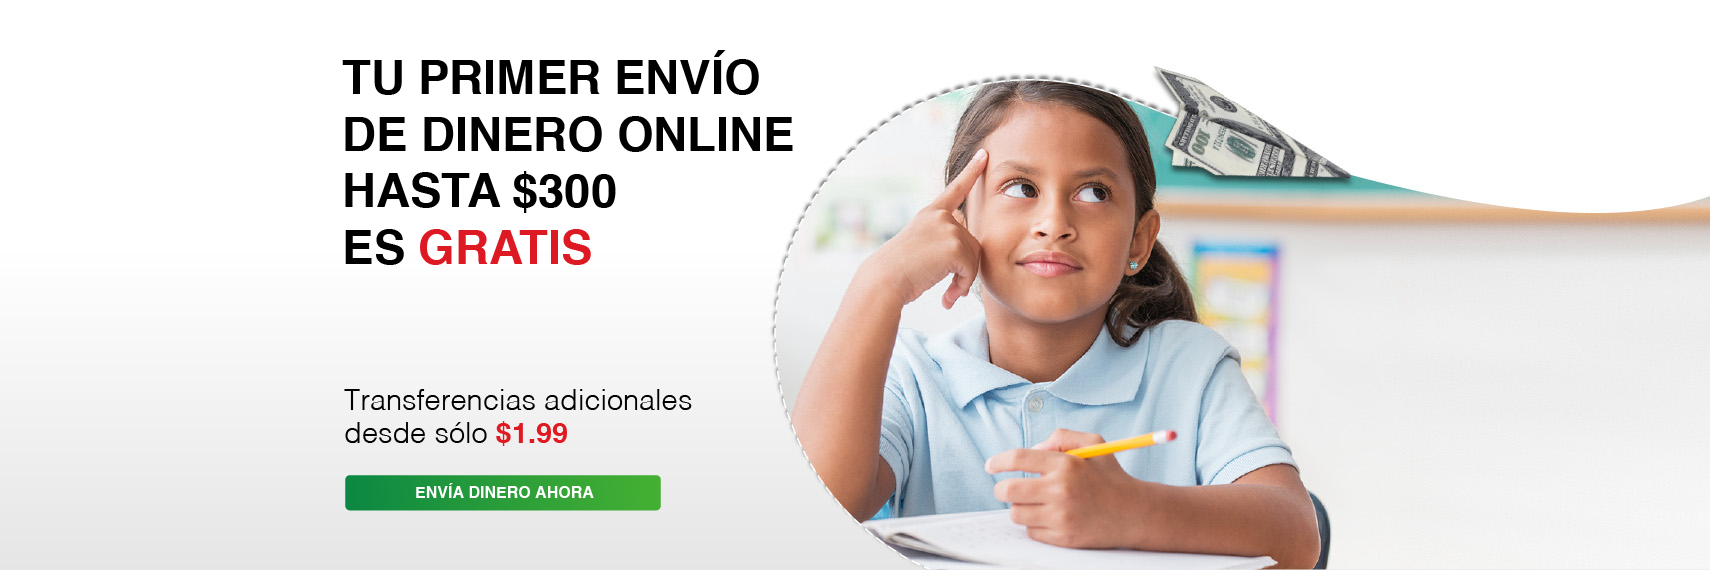 TU PRIMER ENVÍO
DE DINERO ONLINE
HASTA $300
ES GRATIS
Transferencias adicionales
desde sólo $1.99
ENVÍA DINERO AHORA
100